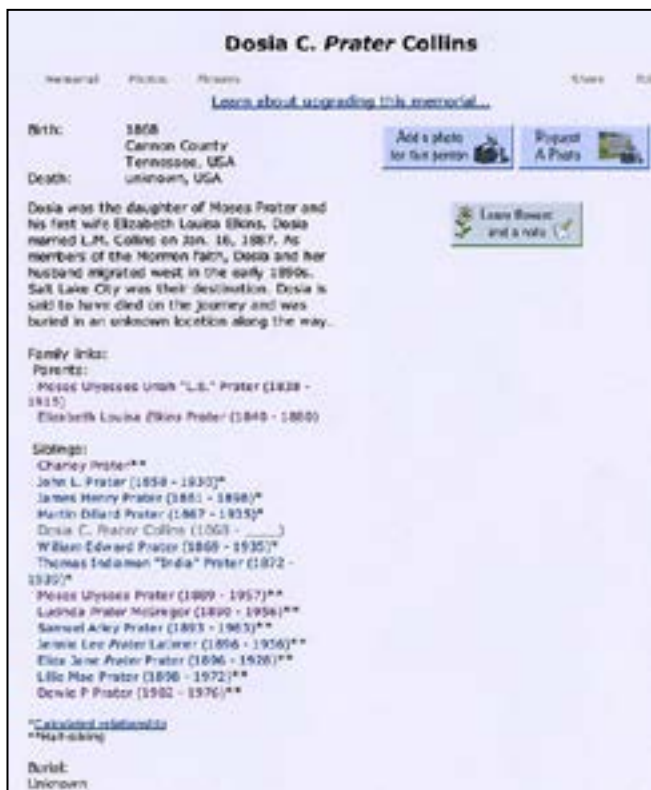 Dosia C. Prater Collins
Memorial Photos Flowers Share
Learn about upgrading this memorial...
Birth: 1868
Cannon County
Tennessee, USA
Death: unknown, USA
Add a photo
for this person
Request
A Photo
Leave flowers
and a note
Dosia was the daughter of Moses Prater and
his first wife Elizabeth Louisa Elkins. Dosia
married L.M. Collins on Jan. 16, 1887. As
members of the Mormon faith, Dosia and her
husband migrated west in the early 1890s.
Salt Lake City was their destination. Dosia is
said to have died on the journey and was
buried in an unknown location along the way.
Family links:
Parents:
Moses Ulysses Uriah "L.S." Prater (1838 -
1915)
Elizabeth Louisa Elkins Prater (1840 - 1880)
Siblings:
Charley Prater**
John L. Prater (1858 - 1930)*
James Henry Prater (1861 - 1898)*
Martin Dillard Prater (1867 - 1935)*
Dosia C. Prater Collins (1868 - ____)
William Edward Prater (1869 - 1935)*
Thomas Indiaman "India" Prater (1872 -
1939)*
Moses Ulysses Prater (1889 - 1957)**
Lucinda Prater McGregor (1890 - 1956)**
Samuel Arley Prater (1893 - 1963)**
Jennie Lee Prater Latimer (1896 - 1936)**
Eliza Jane Prater Prater (1896 - 1928)**
Lillie Mae Prater (1898 - 1972)**
Dewie P Prater (1902 - 1976)**
*Calculated relationship
**Half-sibling
Burial:
Unknown